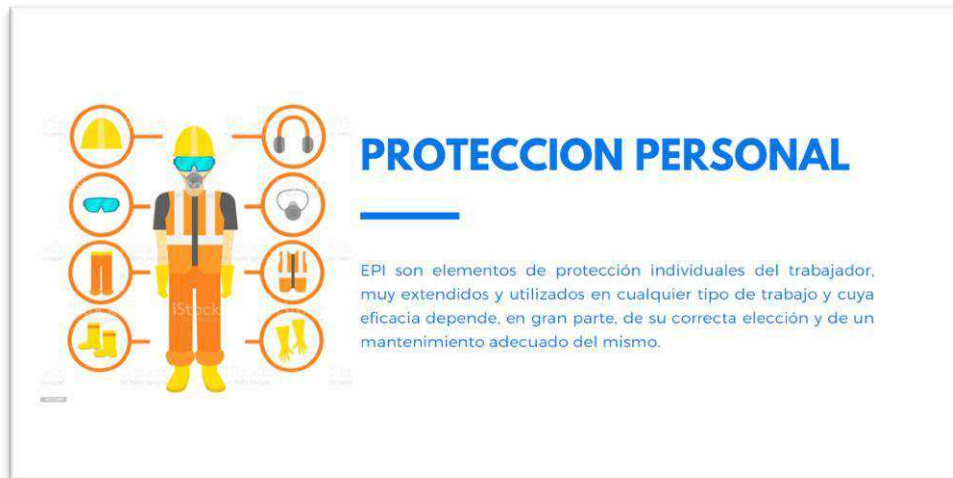 PROTECCION PERSONAL
EPI son elementos de protección individuales del trabajador,
muy extendidos y utilizados en cualquier tipo de trabajo y cuya
eficacia depende, en gran parte, de su correcta elección y de un
mantenimiento adecuado del mismo.
iStock